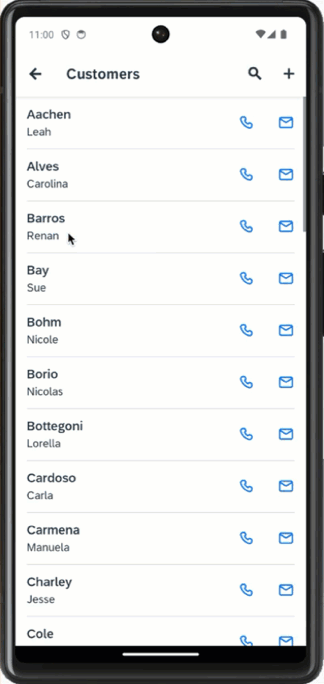 11:00
Customers
Aachen
Leah
Alves
Carolina
Barros
Renan
Bay
Sue
Bohm
Nicole
Borio
Nicolas
Bottegoni
Lorella
Cardoso
Carla
Carmena
Manuela
Charley
Jesse
Cole